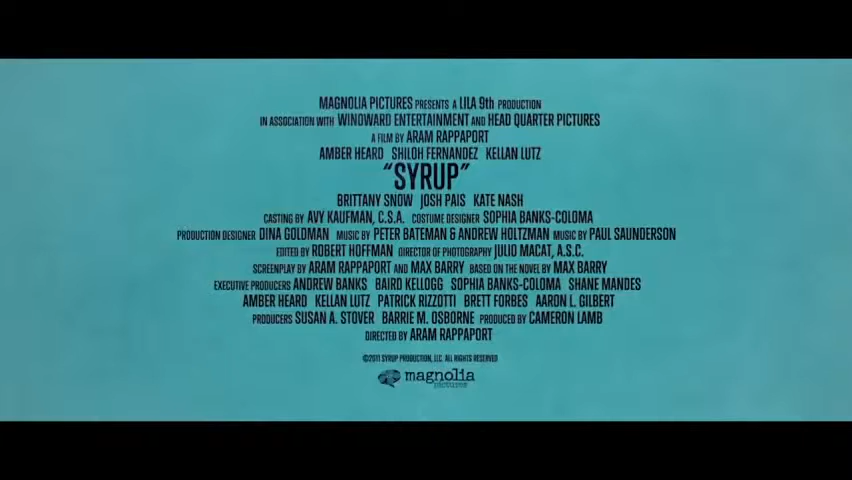 MAGNOLIA PICTURES PRESENTS A LILA 9th PRODUCTION
IN ASSOCIATION WITH WINOWARD ENTERTAINMENT AND HEAD QUARTER PICTURES
A FILM BY ARAM RAPPAPORT
AMBER HEARD SHILOH FERNANDEZ KELLAN LUTZ
"SYRUP"
BRITTANY SNOW JOSH PAIS KATE NASH
CASTING BY AVY KAUFMAN, C.S.A. COSTUME DESIGNER SOPHIA BANKS-COLOMA
PRODUCTION DESIGNER DINA GOLDMAN MUSIC BY PETER BATEMAN & ANDREW HOLTZMAN MUSIC BY PAUL SAUNDERSON
EDITED BY ROBERT HOFFMAN DIRECTOR OF PHOTOGRAPHY JULIO MACAT, A.S.C.
SCREENPLAY BY ARAM RAPPAPORT AND MAX BARRY BASED ON THE NOVEL BY MAX BARRY
EXECUTIVE PRODUCERS ANDREW BANKS BAIRD KELLOGG SOPHIA BANKS-COLOMA SHANE MANDES
AMBER HEARD KELLAN LUTZ PATRICK RIZZOTTI BRETT FORBES AARON L. GILBERT
PRODUCERS SUSAN A. STOVER BARRIE M. OSBORNE PRODUCED BY CAMERON LAMB
DIRECTED BY ARAM RAPPAPORT
©2011 SYRUP PRODUCTION, LLC. ALL RIGHTS RESERVED
magnolia
pictures